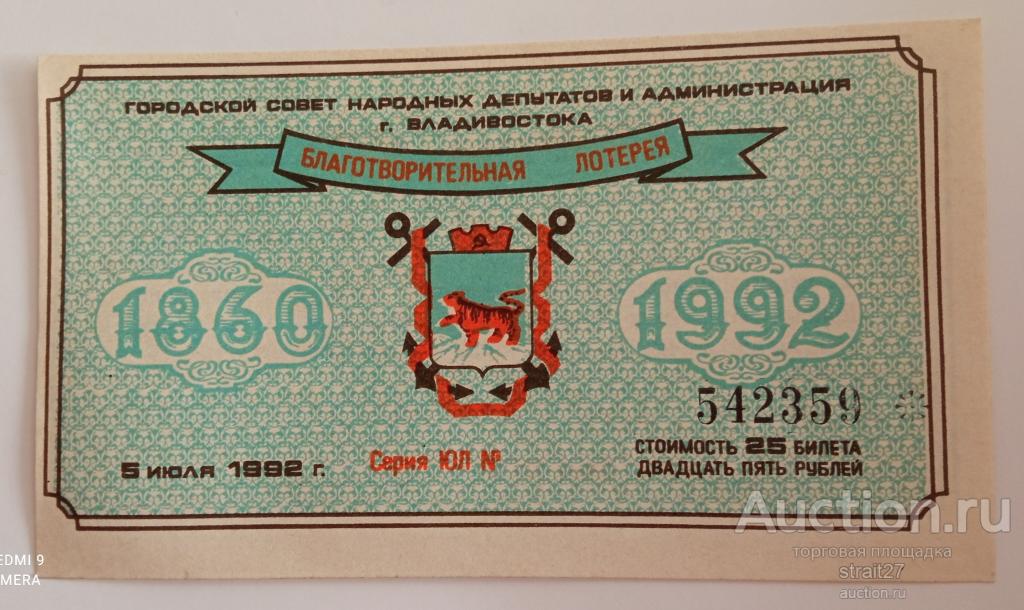 ГОРОДСКОЙ СОВЕТ НАРОДНЫХ ДЕПУТАТОВ И АДМИНИСТРАЦИЯ
г. ВЛАДИВОСТОКА
БЛАГОТВОРИТЕЛЬНАЯ ЛОТЕРЕЯ
1860
1992
542359
5 ИЮЛЯ 1992 г.
Серия ЮЛ №
СТОИМОСТЬ 25 БИЛЕТА
ДВАДЦАТЬ ПЯТЬ РУБЛЕЙ
Auction.ru
торговая площадка
strait27
auction.ru
EDMI 9
AMERA